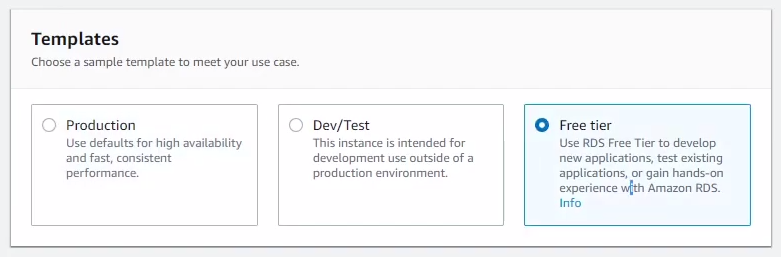 Templates
Choose a sample template to meet your use case.
Production
Use defaults for high availability
and fast, consistent
performance.
Dev/Test
This instance is intended for
development use outside of a
production environment.
Free tier
Use RDS Free Tier to develop
new applications, test existing
applications, or gain hands-on
experience with Amazon RDS.
Info